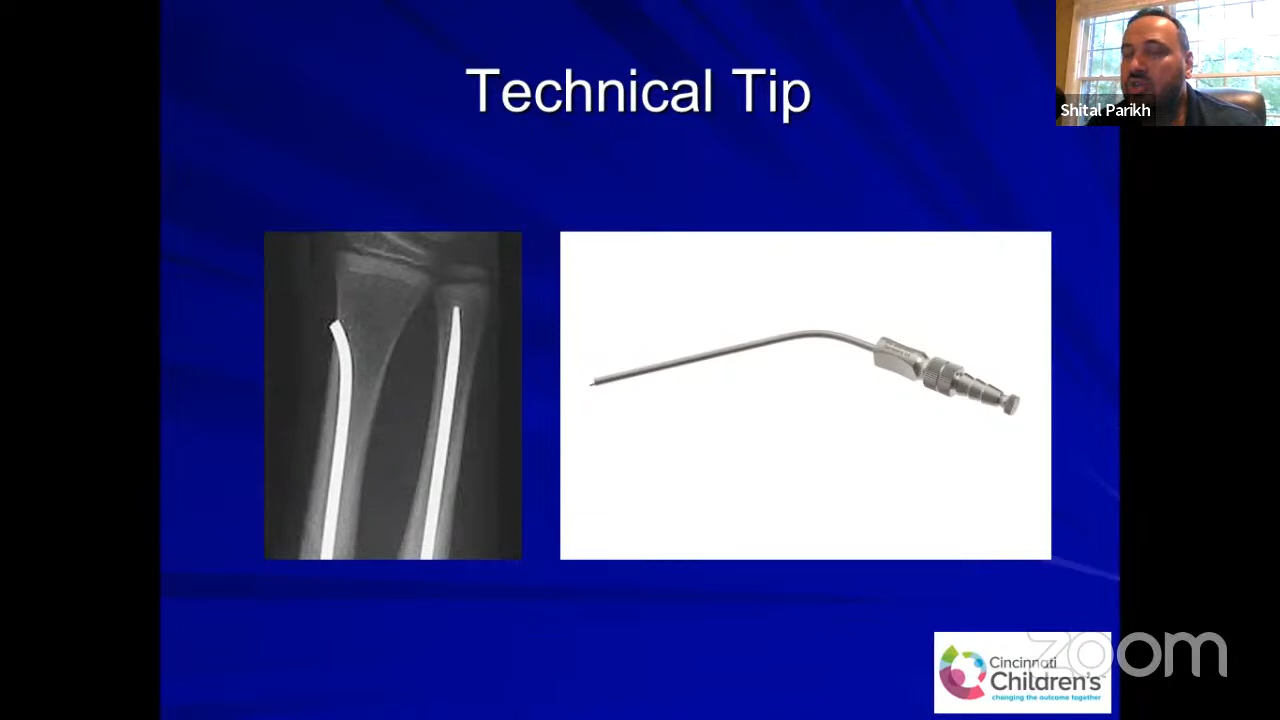 Technical Tip
Shital Parikh
Cincinnati
Children's
changing the outcome together
zoom